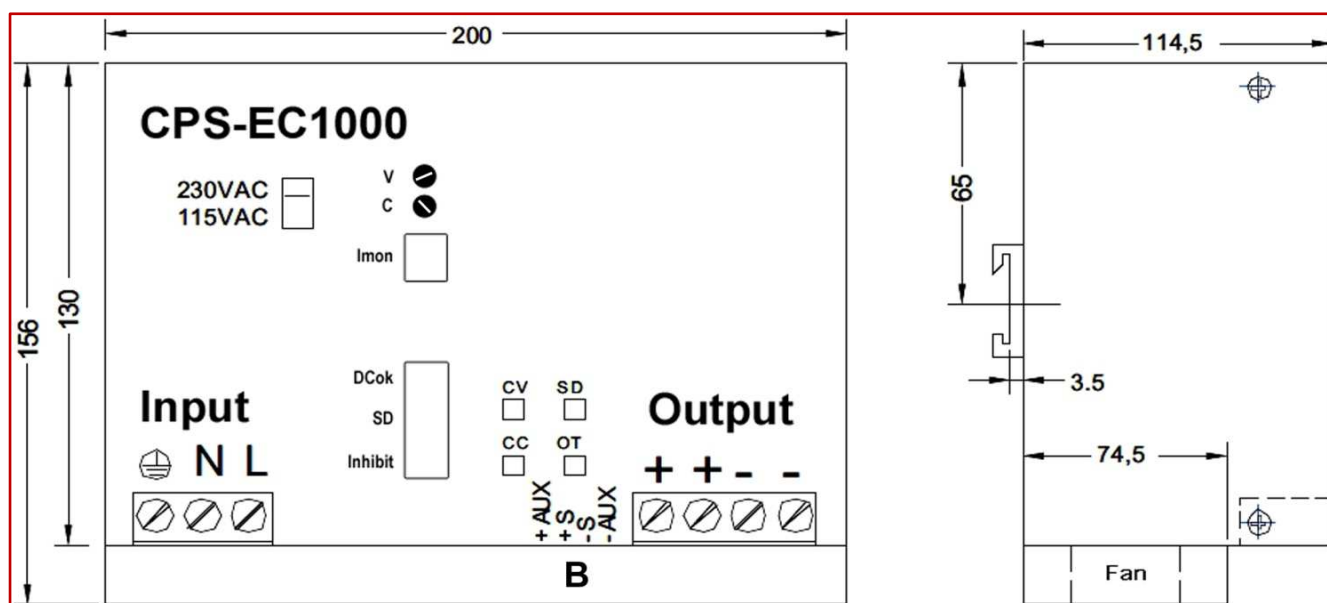 200
114,5
CPS-EC1000
V
C
230VAC
115VAC
Imon
65
156
130
DCok
SD
Inhibit
CV SD
CC OT
3.5
Input
Output
N L
+ + - -
74,5
+AUX
+S
-S
-AUX
B
Fan